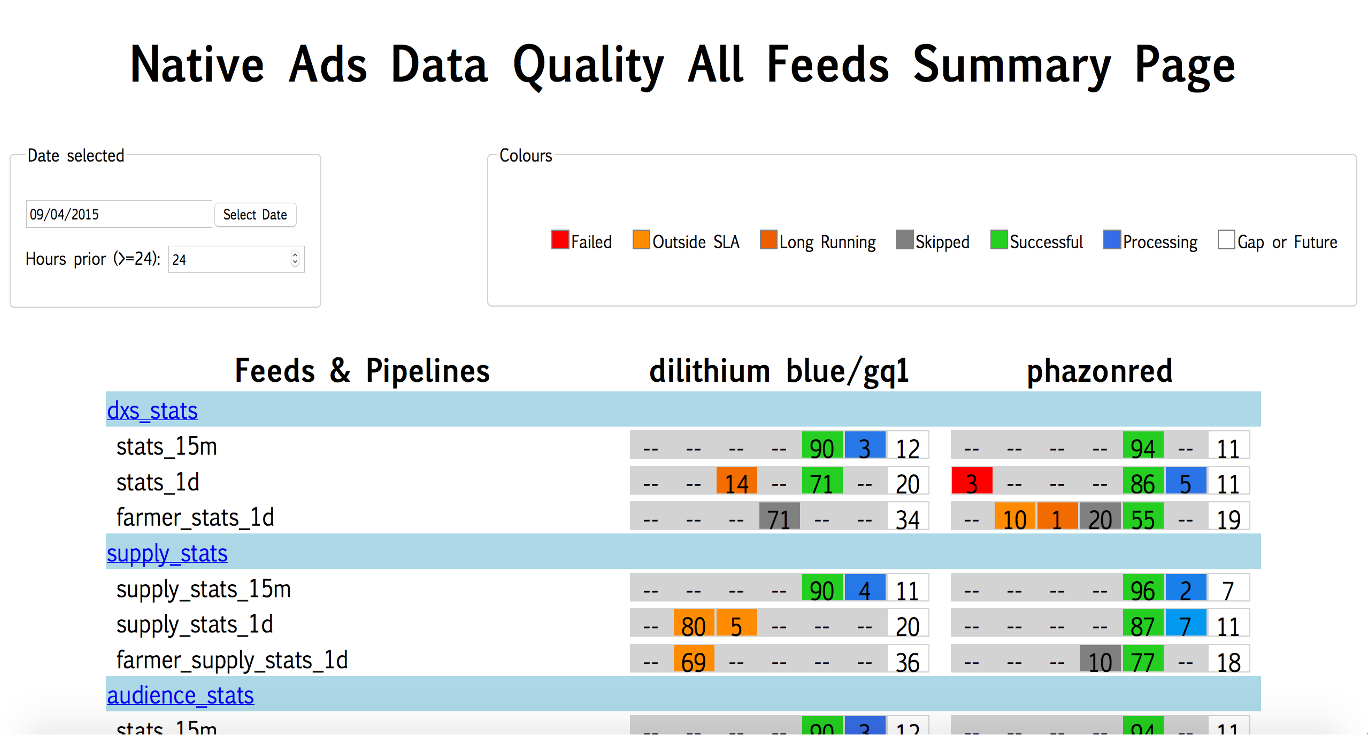 Native Ads Data Quality All Feeds Summary Page
Date selected
09/04/2015 Select Date
Hours prior (>=24): 24
Colours
Failed Outside SLA Long Running Skipped Successful Processing Gap or Future
Feeds & Pipelines dilithium blue/gq1 phazonred
dxs_stats
stats_15m -- -- -- -- 90 3 12 -- -- -- -- 94 -- 11
stats_1d -- -- 14 -- 71 -- 20 3 -- -- -- 86 5 11
farmer_stats_1d -- -- -- 71 -- -- 34 -- 10 1 20 55 -- 19
supply_stats
supply_stats_15m -- -- -- -- 90 4 11 -- -- -- -- 96 2 7
supply_stats_1d -- 80 5 -- -- -- 20 -- -- -- -- 87 7 11
farmer_supply_stats_1d -- 69 -- -- -- -- 36 -- -- -- 10 77 -- 18
audience_stats
stats_15m -- -- -- -- 90 3 12 -- -- -- -- 94 -- 11